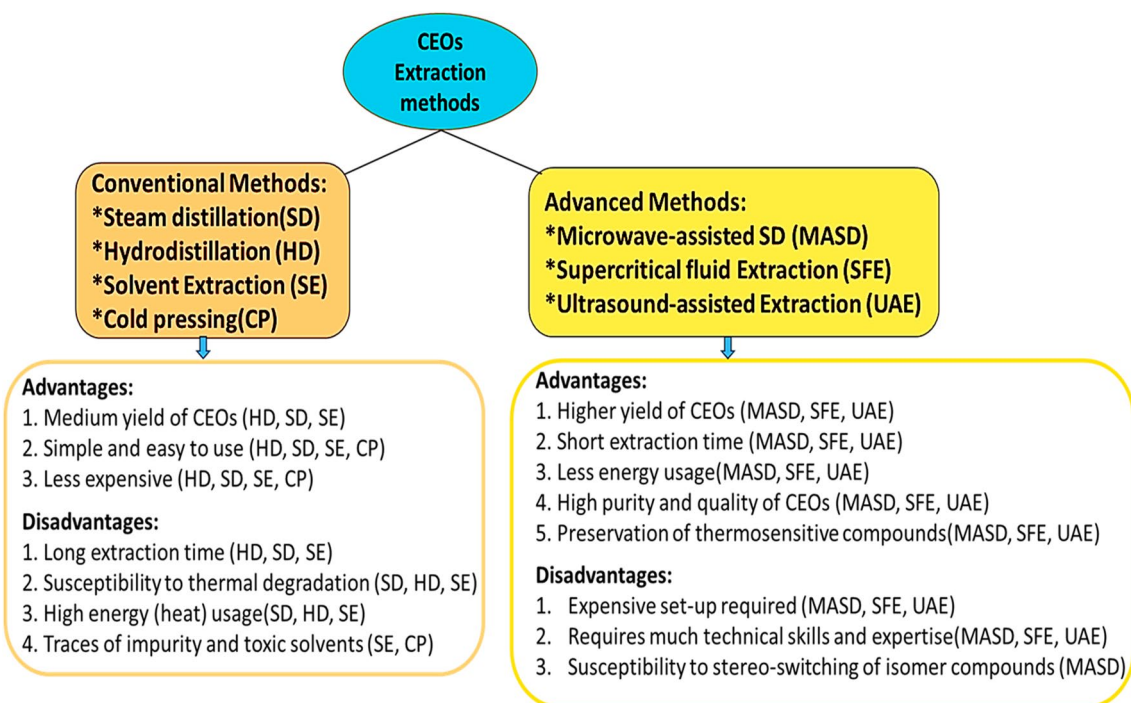 CEOs
Extraction
methods
Conventional Methods:
*Steam distillation(SD)
*Hydrodistillation (HD)
*Solvent Extraction (SE)
*Cold pressing(CP)
Advanced Methods:
*Microwave-assisted SD (MASD)
*Supercritical fluid Extraction (SFE)
*Ultrasound-assisted Extraction (UAE)
Advantages:
1. Medium yield of CEOs (HD, SD, SE)
2. Simple and easy to use (HD, SD, SE, CP)
3. Less expensive (HD, SD, SE, CP)
Disadvantages:
1. Long extraction time (HD, SD, SE)
2. Susceptibility to thermal degradation (SD, HD, SE)
3. High energy (heat) usage(SD, HD, SE)
4. Traces of impurity and toxic solvents (SE, CP)
Advantages:
1. Higher yield of CEOs (MASD, SFE, UAE)
2. Short extraction time (MASD, SFE, UAE)
3. Less energy usage(MASD, SFE, UAE)
4. High purity and quality of CEOs (MASD, SFE, UAE)
5. Preservation of thermosensitive compounds(MASD, SFE, UAE)
Disadvantages:
1. Expensive set-up required (MASD, SFE, UAE)
2. Requires much technical skills and expertise(MASD, SFE, UAE)
3. Susceptibility to stereo-switching of isomer compounds (MASD)